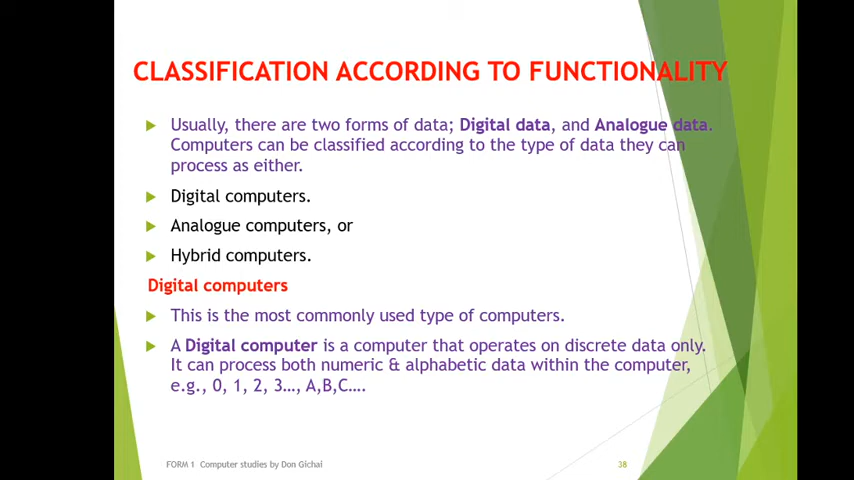 CLASSIFICATION ACCORDING TO FUNCTIONALITY
Usually, there are two forms of data; Digital data, and Analogue data.
Computers can be classified according to the type of data they can
process as either.
Digital computers.
Analogue computers, or
Hybrid computers.
Digital computers
This is the most commonly used type of computers.
A Digital computer is a computer that operates on discrete data only.
It can process both numeric & alphabetic data within the computer,
e.g., 0, 1, 2, 3…, A,B,C….
FORM 1 Computer studies by Don Gichai
38